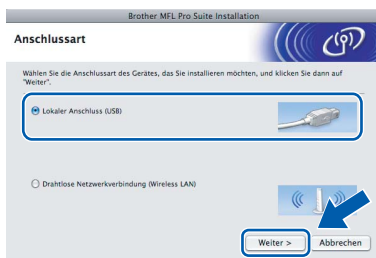 Brother MFL Pro Suite Installation
Anschlussart
Wählen Sie die Anschlussart des Gerätes, das Sie installieren möchten, und klicken Sie dann auf
"Weiter".
Lokaler Anschluss (USB)
Drahtlose Netzwerkverbindung (Wireless LAN)
Weiter > Abbrechen